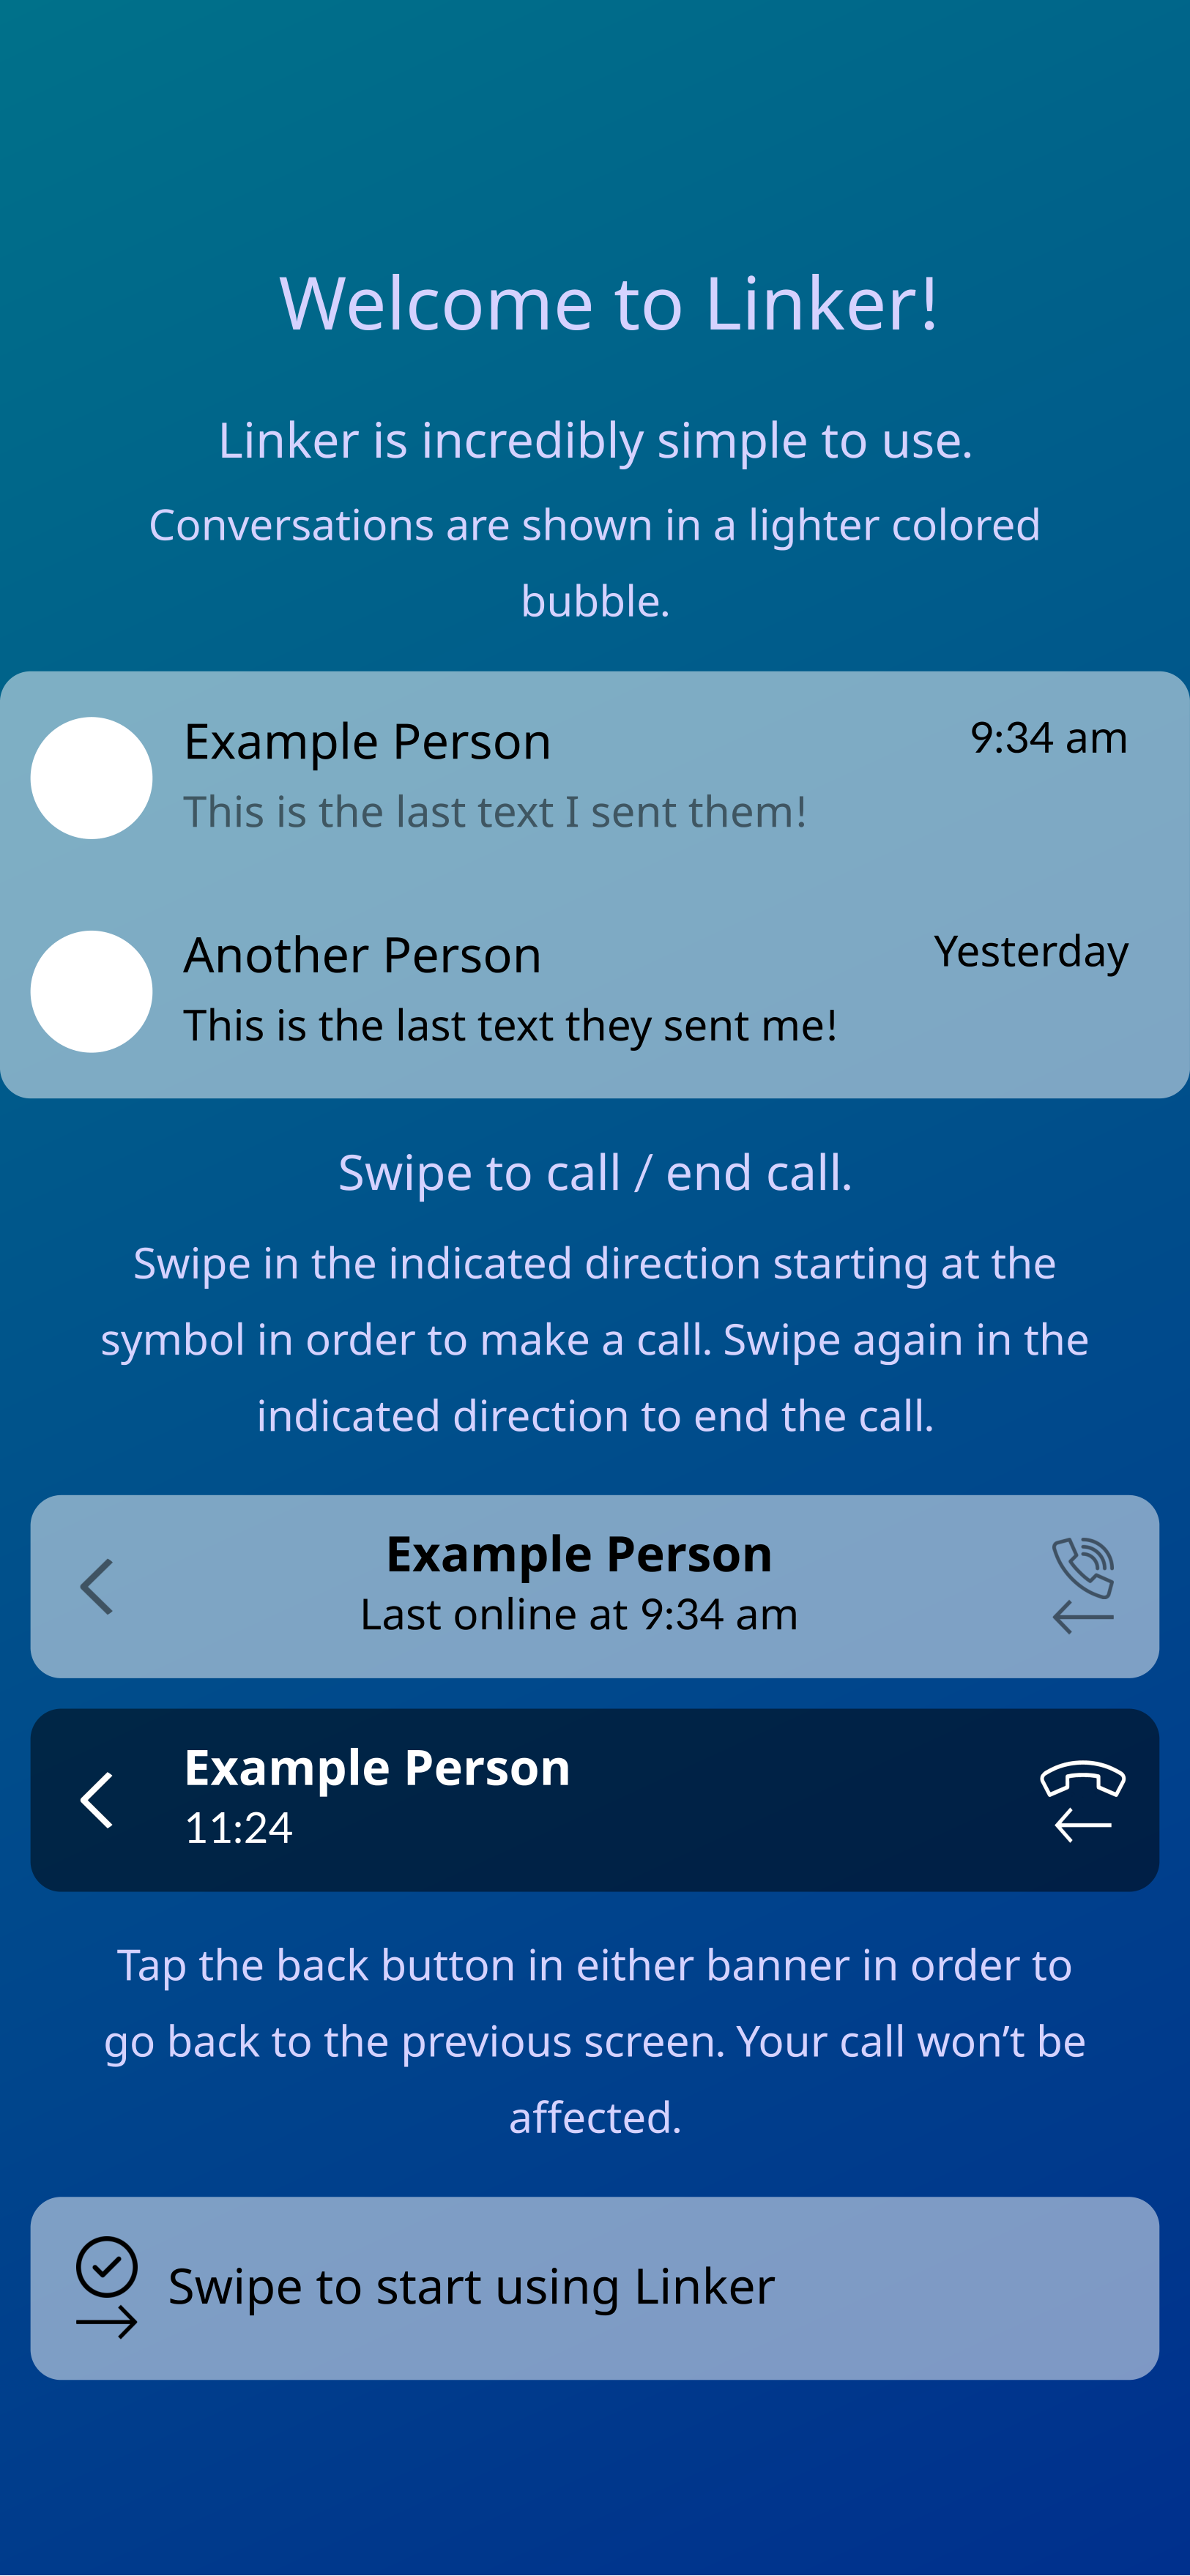 Welcome to Linker!
Linker is incredibly simple to use.
Conversations are shown in a lighter colored
bubble.
Example Person
9:34 am
This is the last text I sent them!
Another Person
Yesterday
This is the last text they sent me!
Swipe to call / end call.
Swipe in the indicated direction starting at the
symbol in order to make a call. Swipe again in the
indicated direction to end the call.
Example Person
Last online at 9:34 am
Example Person
11:24
Tap the back button in either banner in order to
go back to the previous screen. Your call won’t be
affected.
Swipe to start using Linker